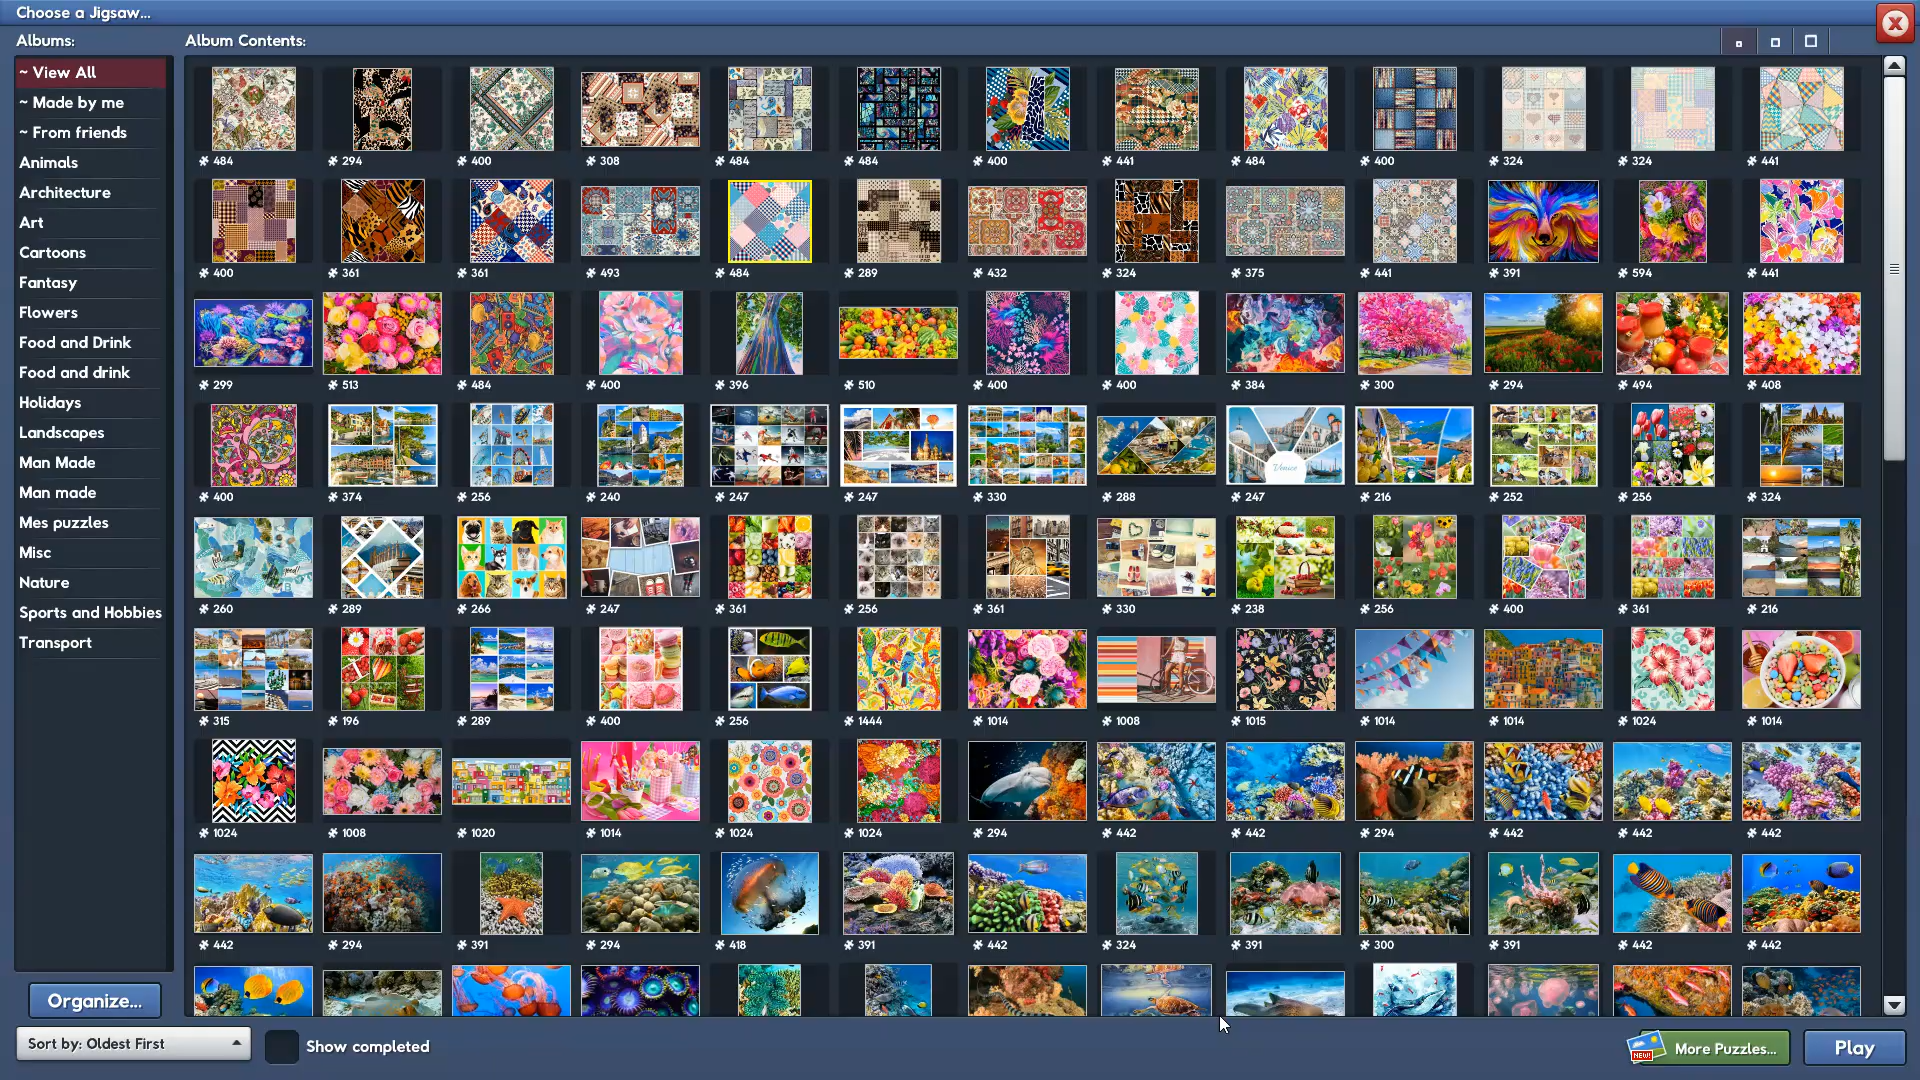 Choose a Jigsaw...
Albums:
Album Contents:
~ View All
~ Made by me
~ From friends
Animals
Architecture
Art
Cartoons
Fantasy
Flowers
Food and Drink
Food and drink
Holidays
Landscapes
Man Made
Man made
Mes puzzles
Misc
Nature
Sports and Hobbies
Transport
484 294 400 308 484 484 400 441 484 400 324 324 441
400 361 361 493 484 289 432 324 375 441 391 594 441
299 513 484 400 396 510 400 400 384 300 294 494 408
Venice
400 374 256 240 247 247 330 288 247 216 252 256 324
260 289 266 247 361 256 361 330 238 256 400 361 216
315 196 289 400 256 1444 1014 1008 1015 1014 1014 1024 1014
1024 1008 1020 1014 1024 1024 294 442 442 294 442 442 442
442 294 391 294 418 391 442 324 391 300 391 442 442
Organize...
Sort by: Oldest First
Show completed
NEW!
More Puzzles...
Play